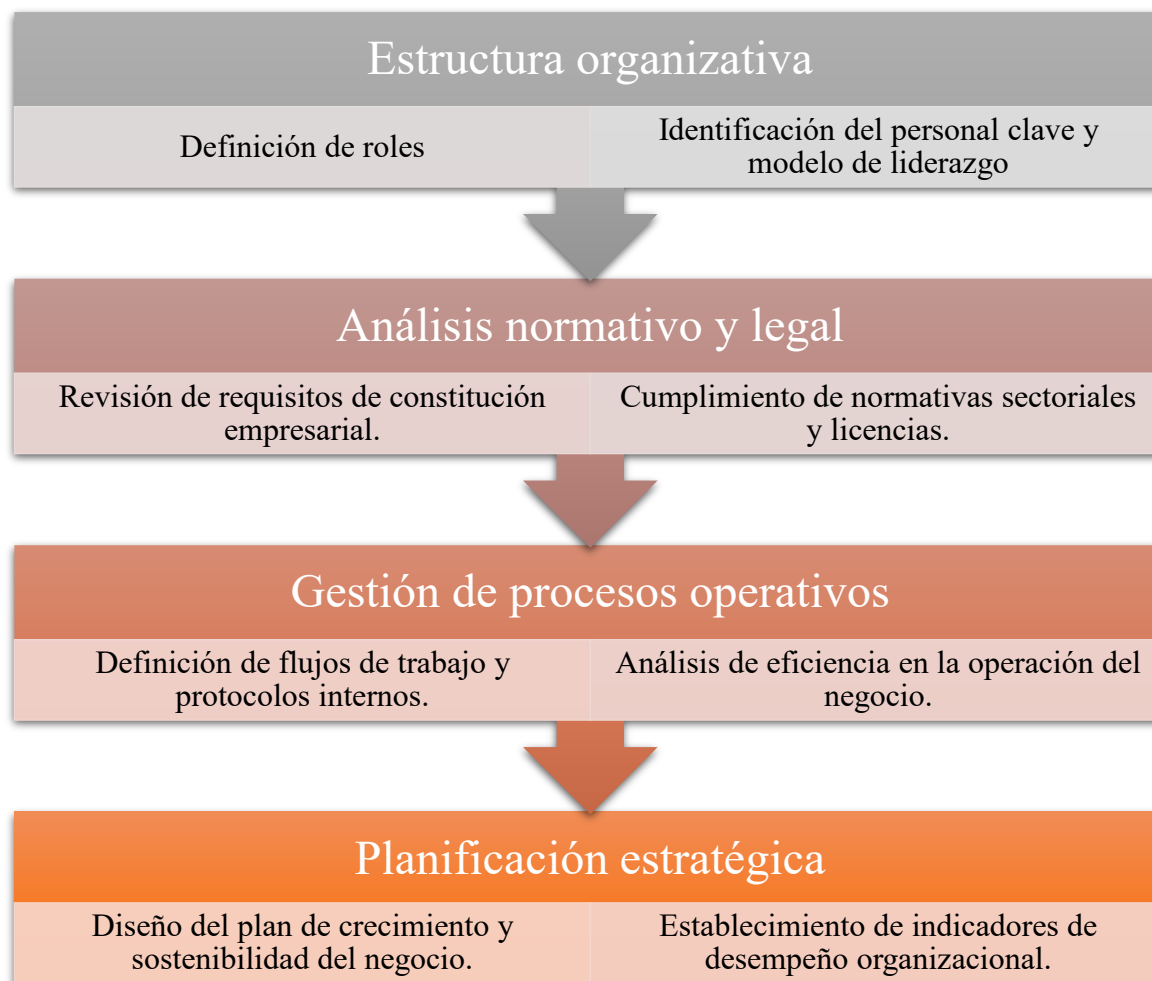 Estructura organizativa
Definición de roles
Identificación del personal clave y
modelo de liderazgo
Análisis normativo y legal
Revisión de requisitos de constitución
empresarial.
Cumplimiento de normativas sectoriales
y licencias.
Gestión de procesos operativos
Definición de flujos de trabajo y
protocolos internos.
Análisis de eficiencia en la operación del
negocio.
Planificación estratégica
Diseño del plan de crecimiento y
sostenibilidad del negocio.
Establecimiento de indicadores de
desempeño organizacional.